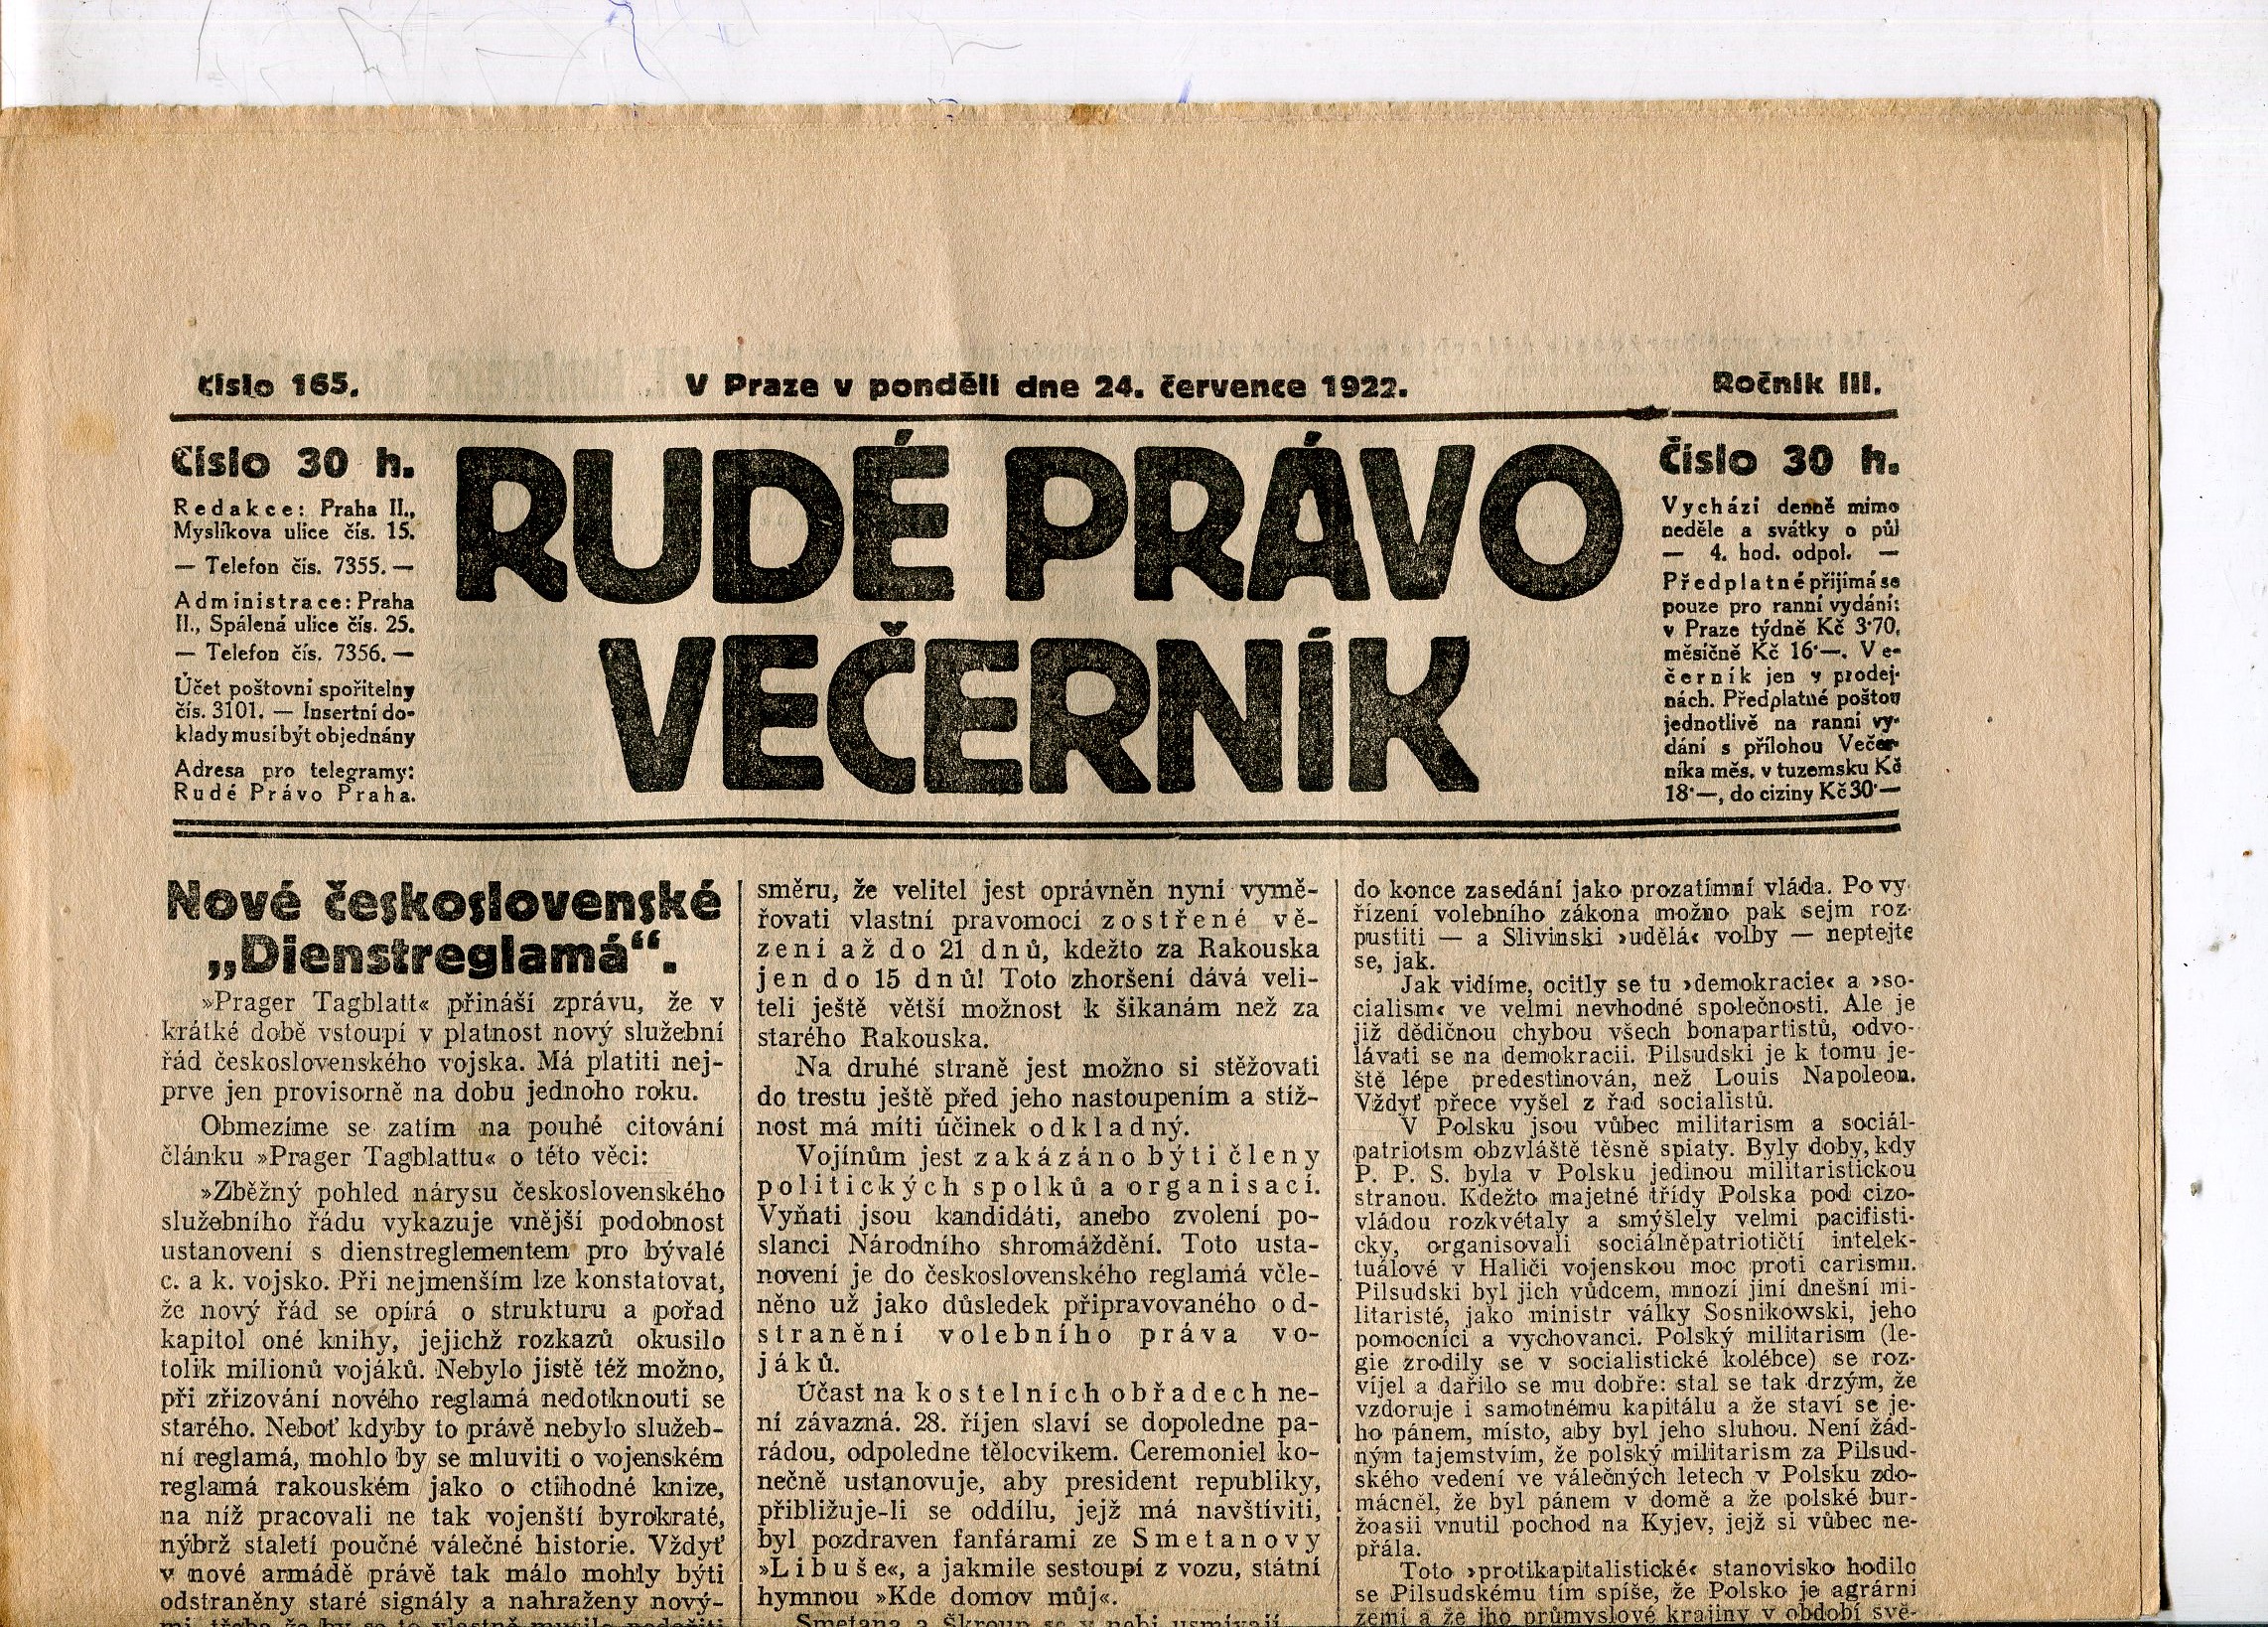 Číslo 165.
V Praze v pondělí dne 24. července 1922.
Ročník III.
Číslo 30 h.
Redakce: Praha II.,
Myslíkova ulice čís. 15.
— Telefon čís. 7355. —
Administrace: Praha
II., Spálená ulice čís. 25.
— Telefon čís. 7356. —
Účet poštovní spořitelny
čís. 3101. — Insertní do-
klady musí být objednány
Adresa pro telegramy:
Rudé Právo Praha.
RUDÉ PRÁVO
VEČERNÍK
Číslo 30 h.
Vychází denně mimo
neděle a svátky o půl
— 4. hod. odpol. —
Předplatné přijímá se
pouze pro ranní vydání:
v Praze týdně Kč 3·70,
měsíčně Kč 16·—. Ve-
černík jen v prodej-
nách. Předplatné poštou
jednotlivě na ranní vy-
dání s přílohou Večer-
níka měs. v tuzemsku Kč
18·—, do ciziny Kč 30·—
Nové československé
„Dienstreglamá“.
»Prager Tagblatt« přináší zprávu, že v
krátké době vstoupí v platnost nový služební
řád československého vojska. Má platiti nej-
prve jen provisorně na dobu jednoho roku.
Obmezíme se zatím na pouhé citování
článku »Prager Tagblattu« o této věci:
»Zběžný pohled nárysu československého
služebního řádu vykazuje vnější podobnost
ustanovení s dienstreglementem pro bývalé
c. a k. vojsko. Při nejmenším lze konstatovat,
že nový řád se opírá o strukturu a pořad
kapitol oné knihy, jejichž rozkazů okusilo
tolik milionů vojáků. Nebylo jistě též možno,
při zřizování nového reglamá nedotknouti se
starého. Neboť kdyby to právě nebylo služeb-
ní reglamá, mohlo by se mluviti o vojenském
reglamá rakouském jako o ctihodné knize,
na níž pracovali ne tak vojenští byrokraté,
nýbrž staletí poučné válečné historie. Vždyť
v nové armádě právě tak málo mohly býti
odstraněny staré signály a nahraženy nový-
směru, že velitel jest oprávněn nyní vymě-
řovati vlastní pravomocí zostřené vě-
zení až do 21 dnů, kdežto za Rakouska
jen do 15 dnů! Toto zhoršení dává veli-
teli ještě větší možnost k šikanám než za
starého Rakouska.
Na druhé straně jest možno si stěžovati
do trestu ještě před jeho nastoupením a stíž-
nost má míti účinek odkladný.
Vojínům jest zakázáno býti členy
politických spolků a organisací.
Vyňati jsou kandidáti, anebo zvolení po-
slanci Národního shromáždění. Toto usta-
novení je do československého reglamá včle-
něno už jako důsledek připravovaného od-
stranění volebního práva vo-
jáků.
Účast na kostelních obřadech ne-
ní závazná. 28. říjen slaví se dopoledne pa-
rádou, odpoledne tělocvikem. Ceremoniel ko-
nečně ustanovuje, aby president republiky,
přibližuje-li se oddílu, jejž má navštíviti,
byl pozdraven fanfárami ze Smetanovy
»Libuše«, a jakmile sestoupí z vozu, státní
hymnou »Kde domov můj«.
Smetana a Škroup se v nebi usmívají.
do konce zasedání jako prozatímní vláda. Po vy-
řízení volebního zákona možno pak sejm roz-
pustiti — a Slivinski ›udělá‹ volby — neptejte
se, jak.
Jak vidíme, ocitly se tu ›demokracie‹ a ›so-
cialism‹ ve velmi nevhodné společnosti. Ale je
již dědičnou chybou všech bonapartistů, odvo-
lávati se na demokracii. Pilsudski je k tomu je-
ště lépe predestinován, než Louis Napoleon.
Vždyť přece vyšel z řad socialistů.
V Polsku jsou vůbec militarism a sociál-
patriotsm obzvláště těsně spiaty. Byly doby, kdy
P. P. S. byla v Polsku jedinou militaristickou
stranou. Kdežto majetné třídy Polska pod cizo-
vládou rozkvétaly a smýšlely velmi pacifisti-
cky, organisovali sociálněpatriotičtí intelek-
tuálové v Haliči vojenskou moc proti carismu.
Pilsudski byl jich vůdcem, mnozí jiní dnešní mi-
litaristé, jako ministr války Sosnikowski, jeho
pomocníci a vychovanci. Polský militarism (le-
gie zrodily se v socialistické kolébce) se roz-
víjel a dařilo se mu dobře: stal se tak drzým, že
vzdoruje i samotnému kapitálu a že staví se je-
ho pánem, místo, aby byl jeho sluhou. Není žád-
ným tajemstvím, že polský militarism za Pilsud-
ského vedení ve válečných letech v Polsku zdo-
mácněl, že byl pánem v domě a že polské bur-
žoasii vnutil pochod na Kyjev, jejž si vůbec ne-
přála.
Toto ›protikapitalistické‹ stanovisko hodilo
se Pilsudskému tím spíše, že Polsko je agrární
zemí a že jho průmyslové krajiny v období svě-